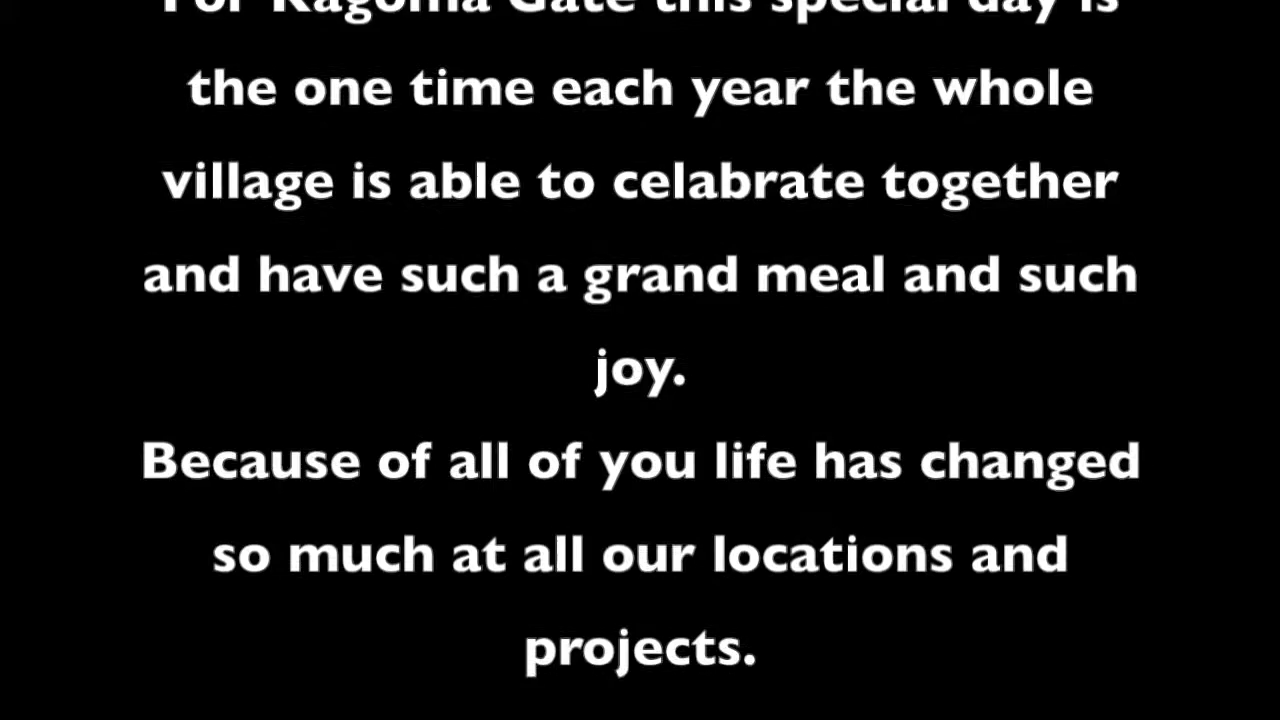 For Kagoma Gate this special day is
the one time each year the whole
village is able to celabrate together
and have such a grand meal and such
joy.
Because of all of you life has changed
so much at all our locations and
projects.